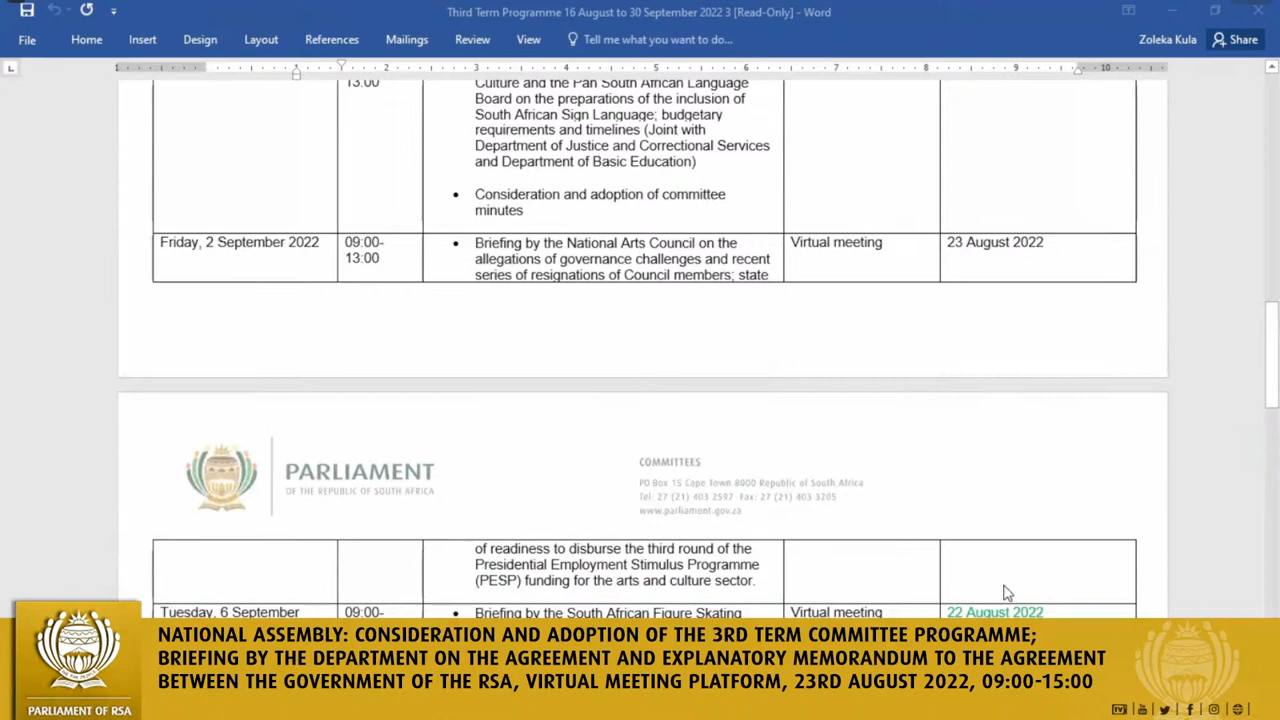 Third Term Programme 16 August to 30 September 2022 3 [Read-Only] - Word
File Home Insert Design Layout References Mailings Review View Tell me what you want to do... Zoleka Kula Share
1 1 2 3 4 5 6 7 8 9 10
13:00
Culture and the Pan South African Language
Board on the preparations of the inclusion of
South African Sign Language; budgetary
requirements and timelines (Joint with
Department of Justice and Correctional Services
and Department of Basic Education)
• Consideration and adoption of committee
minutes
Friday, 2 September 2022
09:00-
13:00
• Briefing by the National Arts Council on the
allegations of governance challenges and recent
series of resignations of Council members; state
Virtual meeting
23 August 2022
PARLIAMENT
OF THE REPUBLIC OF SOUTH AFRICA
COMMITTEES
PO Box 15 Cape Town 8000 Republic of South Africa
Tel: 27 (21) 403 2597 Fax: 27 (21) 403 3205
www.parliament.gov.za
of readiness to disburse the third round of the
Presidential Employment Stimulus Programme
(PESP) funding for the arts and culture sector.
Tuesday, 6 September
09:00-
• Briefing by the South African Figure Skating
Virtual meeting
22 August 2022
NATIONAL ASSEMBLY: CONSIDERATION AND ADOPTION OF THE 3RD TERM COMMITTEE PROGRAMME;
BRIEFING BY THE DEPARTMENT ON THE AGREEMENT AND EXPLANATORY MEMORANDUM TO THE AGREEMENT
BETWEEN THE GOVERNMENT OF THE RSA, VIRTUAL MEETING PLATFORM, 23RD AUGUST 2022, 09:00-15:00
PARLIAMENT OF RSA